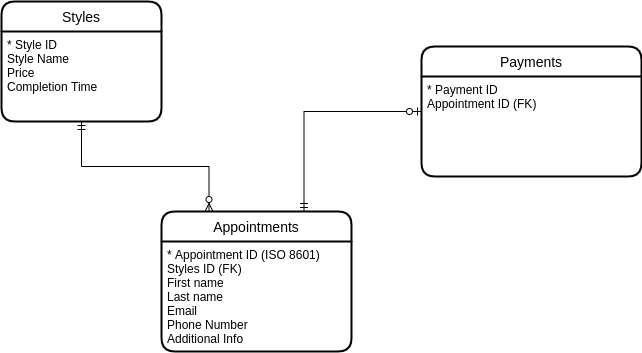 Styles
* Style ID
Style Name
Price
Completion Time
Payments
* Payment ID
Appointment ID (FK)
Appointments
* Appointment ID (ISO 8601)
Styles ID (FK)
First name
Last name
Email
Phone Number
Additional Info